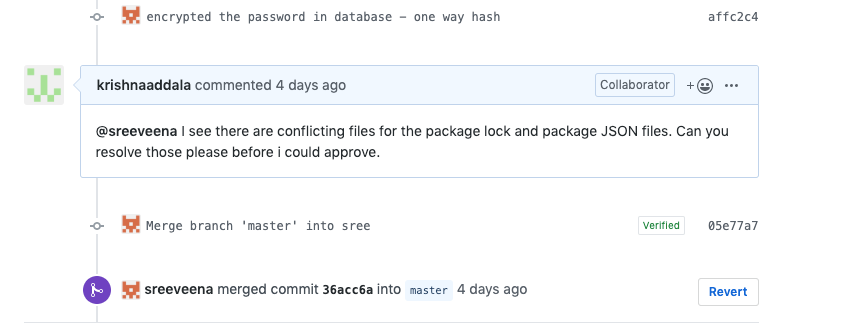 encrypted the password in database – one way hash affc2c4
krishnaaddala commented 4 days ago Collaborator
@sreeveena I see there are conflicting files for the package lock and package JSON files. Can you
resolve those please before i could approve.
Merge branch 'master' into sree Verified 05e77a7
sreeveena merged commit 36acc6a into master 4 days ago Revert